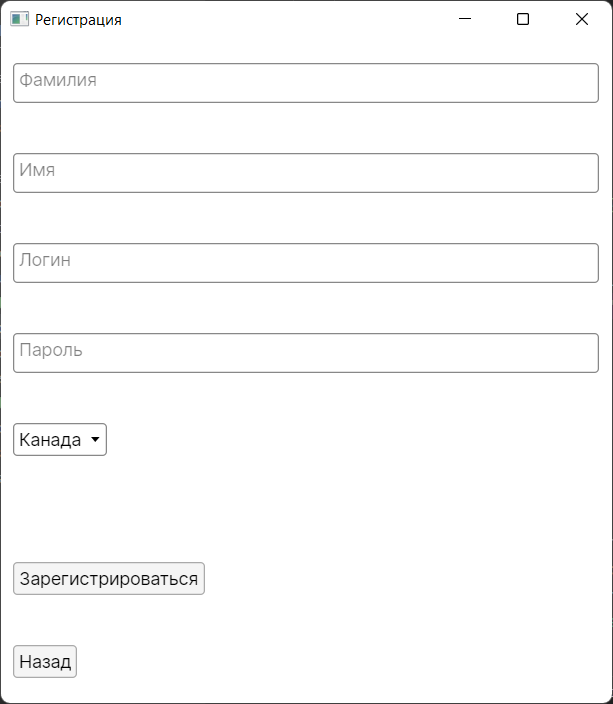 Регистрация
Фамилия
Имя
Логин
Пароль
Канада
Зарегистрироваться
Назад